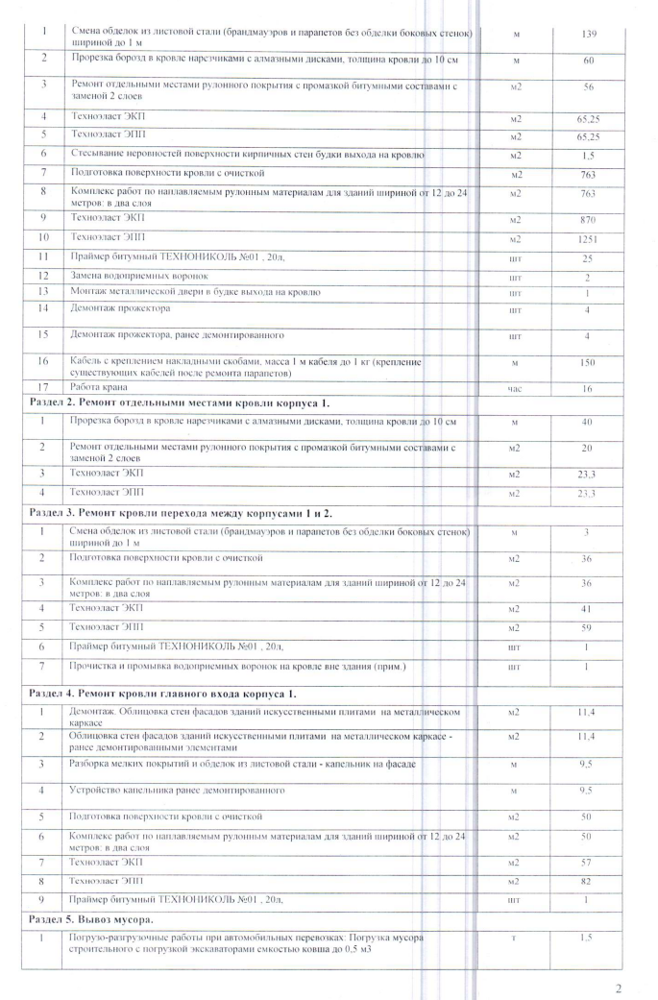 1 Смена обделок из листовой стали (брандмауэров и парапетов без обделки боковых стенок) м 139
шириной до 1 м
2 Прорезка борозд в кровле нарезчиками с алмазными дисками, толщина кровли до 10 см м 60
3 Ремонт отдельными местами рулонного покрытия с промазкой битумными составами с м2 56
заменой 2 слоев
4 Техноэласт ЭКП м2 65,25
5 Техноэласт ЭПП м2 65,25
6 Стесывание неровностей поверхности кирпичных стен будки выхода на кровлю м2 1,5
7 Подготовка поверхности кровли с очисткой м2 763
8 Комплекс работ по наплавляемым рулонным материалам для зданий шириной от 12 до 24 м2 763
метров: в два слоя
9 Техноэласт ЭКП м2 870
10 Техноэласт ЭПП м2 1251
11 Праймер битумный ТЕХНОНИКОЛЬ №01 , 20л, шт 25
12 Замена водоприемных воронок шт 2
13 Монтаж металлической двери в будке выхода на кровлю шт 1
14 Демонтаж прожектора шт 4
15 Демонтаж прожектора, ранее демонтированного шт 4
16 Кабель с креплением накладными скобами, масса 1 м кабеля до 1 кг (крепление м 150
существующих кабелей после ремонта парапетов)
17 Работа крана час 16
Раздел 2. Ремонт отдельными местами кровли корпуса 1.
1 Прорезка борозд в кровле нарезчиками с алмазными дисками, толщина кровли до 10 см м 40
2 Ремонт отдельными местами рулонного покрытия с промазкой битумными составами с м2 20
заменой 2 слоев
3 Техноэласт ЭКП м2 23,3
4 Техноэласт ЭПП м2 23,3
Раздел 3. Ремонт кровли перехода между корпусами 1 и 2.
1 Смена обделок из листовой стали (брандмауэров и парапетов без обделки боковых стенок) м 3
шириной до 1 м
2 Подготовка поверхности кровли с очисткой м2 36
3 Комплекс работ по наплавляемым рулонным материалам для зданий шириной от 12 до 24 м2 36
метров: в два слоя
4 Техноэласт ЭКП м2 41
5 Техноэласт ЭПП м2 59
6 Праймер битумный ТЕХНОНИКОЛЬ №01 , 20л, шт 1
7 Прочистка и промывка водоприемных воронок на кровле вне здания (прим.) шт 1
Раздел 4. Ремонт кровли главного входа корпуса 1.
1 Демонтаж. Облицовка стен фасадов зданий искусственными плитами на металлическом м2 11,4
каркасе
2 Облицовка стен фасадов зданий искусственными плитами на металлическом каркасе - м2 11,4
ранее демонтированными элементами
3 Разборка мелких покрытий и обделок из листовой стали - капельник на фасаде м 9,5
4 Устройство капельника ранее демонтированного м 9,5
5 Подготовка поверхности кровли с очисткой м2 50
6 Комплекс работ по наплавляемым рулонным материалам для зданий шириной от 12 до 24 м2 50
метров: в два слоя
7 Техноэласт ЭКП м2 57
8 Техноэласт ЭПП м2 82
9 Праймер битумный ТЕХНОНИКОЛЬ №01 , 20л, шт 1
Раздел 5. Вывоз мусора.
1 Погрузо-разгрузочные работы при автомобильных перевозках: Погрузка мусора т 1,5
строительного с погрузкой экскаваторами емкостью ковша до 0,5 м3
2